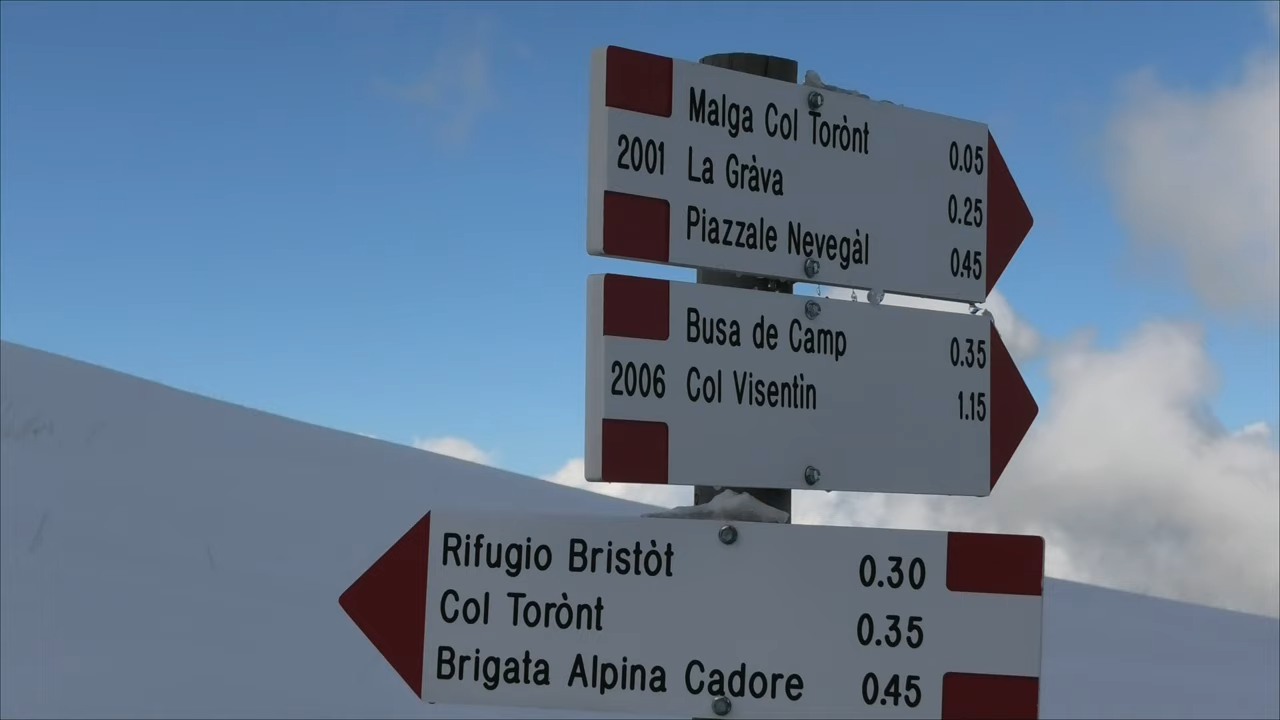 Malga Col Torònt 0.05
2001 La Gràva 0.25
Piazzale Nevegàl 0.45
Busa de Camp 0.35
2006 Col Visentìn 1.15
Rifugio Bristòt 0.30
Col Torònt 0.35
Brigata Alpina Cadore 0.45